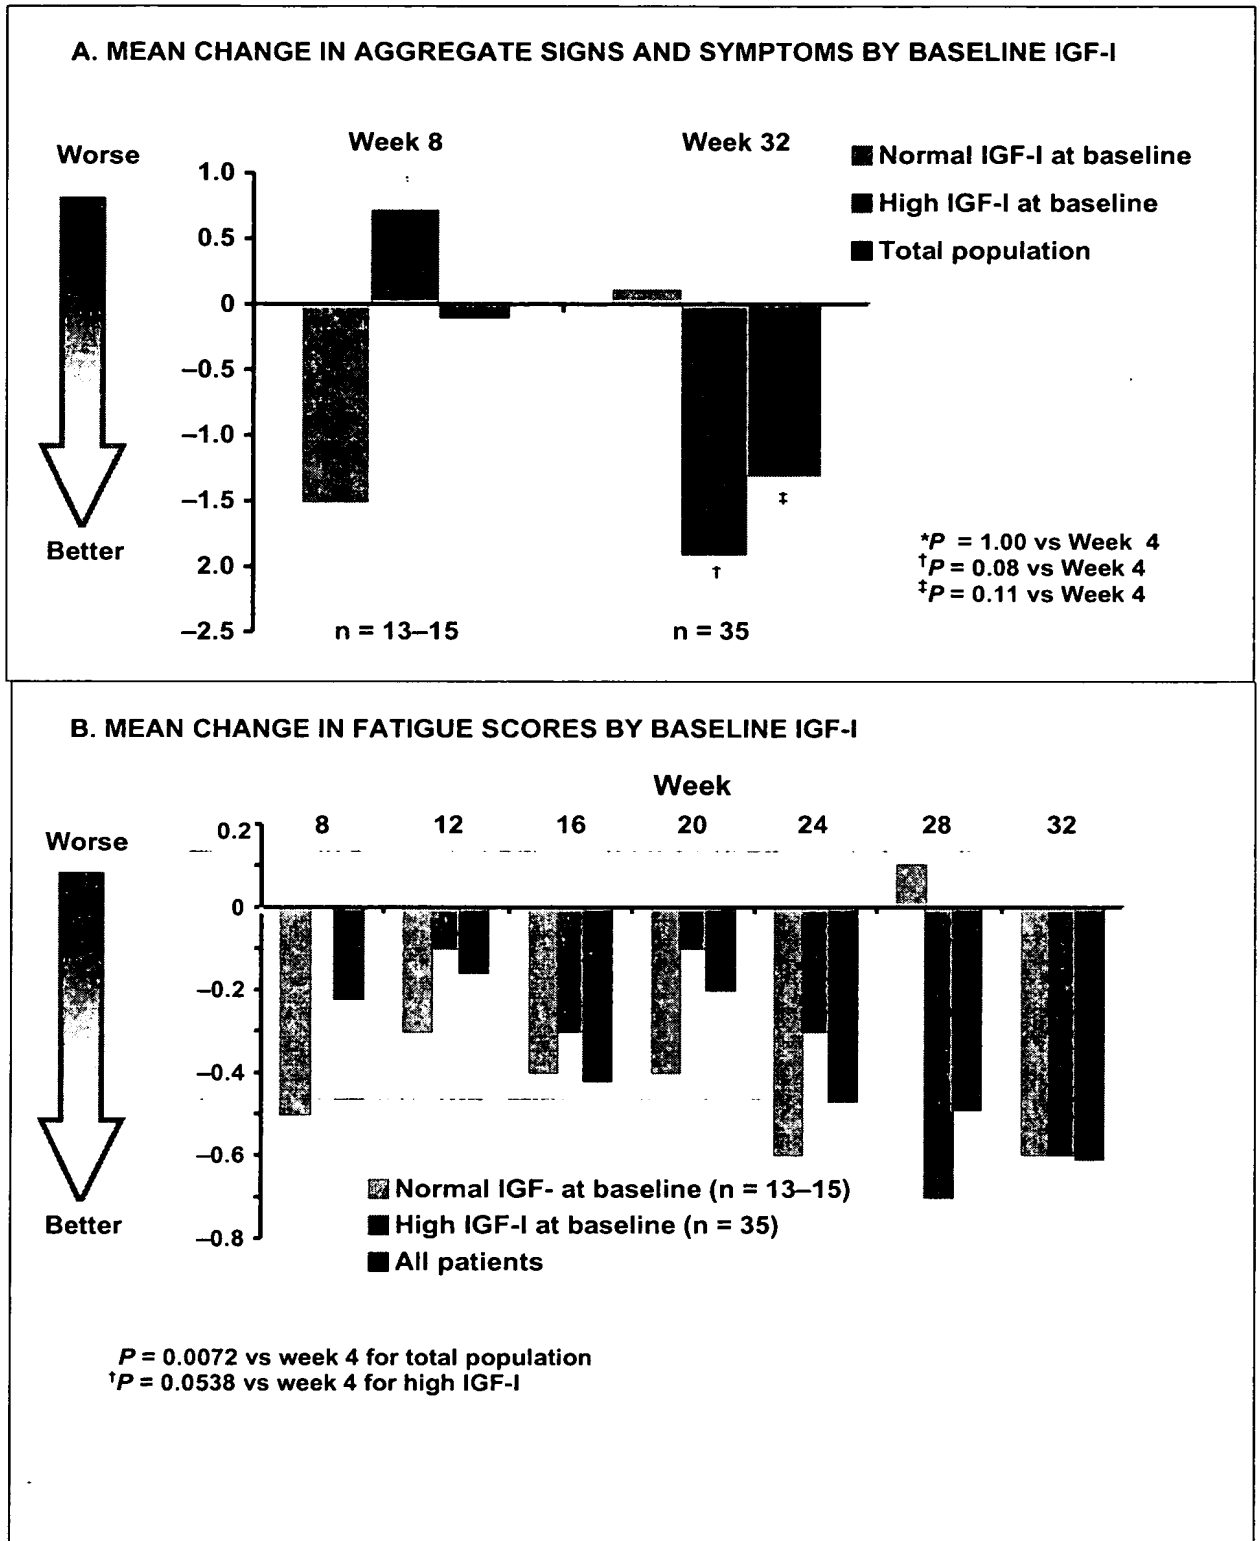 A. MEAN CHANGE IN AGGREGATE SIGNS AND SYMPTOMS BY BASELINE IGF-I
Week 8
Week 32
Worse
Normal IGF-I at baseline
High IGF-I at baseline
Total population
1.0
0.5
0
–0.5
–1.0
–1.5
2.0
–2.5
Better
†
‡
*P = 1.00 vs Week 4
†P = 0.08 vs Week 4
‡P = 0.11 vs Week 4
n = 13–15
n = 35
B. MEAN CHANGE IN FATIGUE SCORES BY BASELINE IGF-I
Week
8 12 16 20 24 28 32
Worse
0.2
0
–0.2
–0.4
–0.6
–0.8
Better
Normal IGF- at baseline (n = 13–15)
High IGF-I at baseline (n = 35)
All patients
P = 0.0072 vs week 4 for total population
†P = 0.0538 vs week 4 for high IGF-I